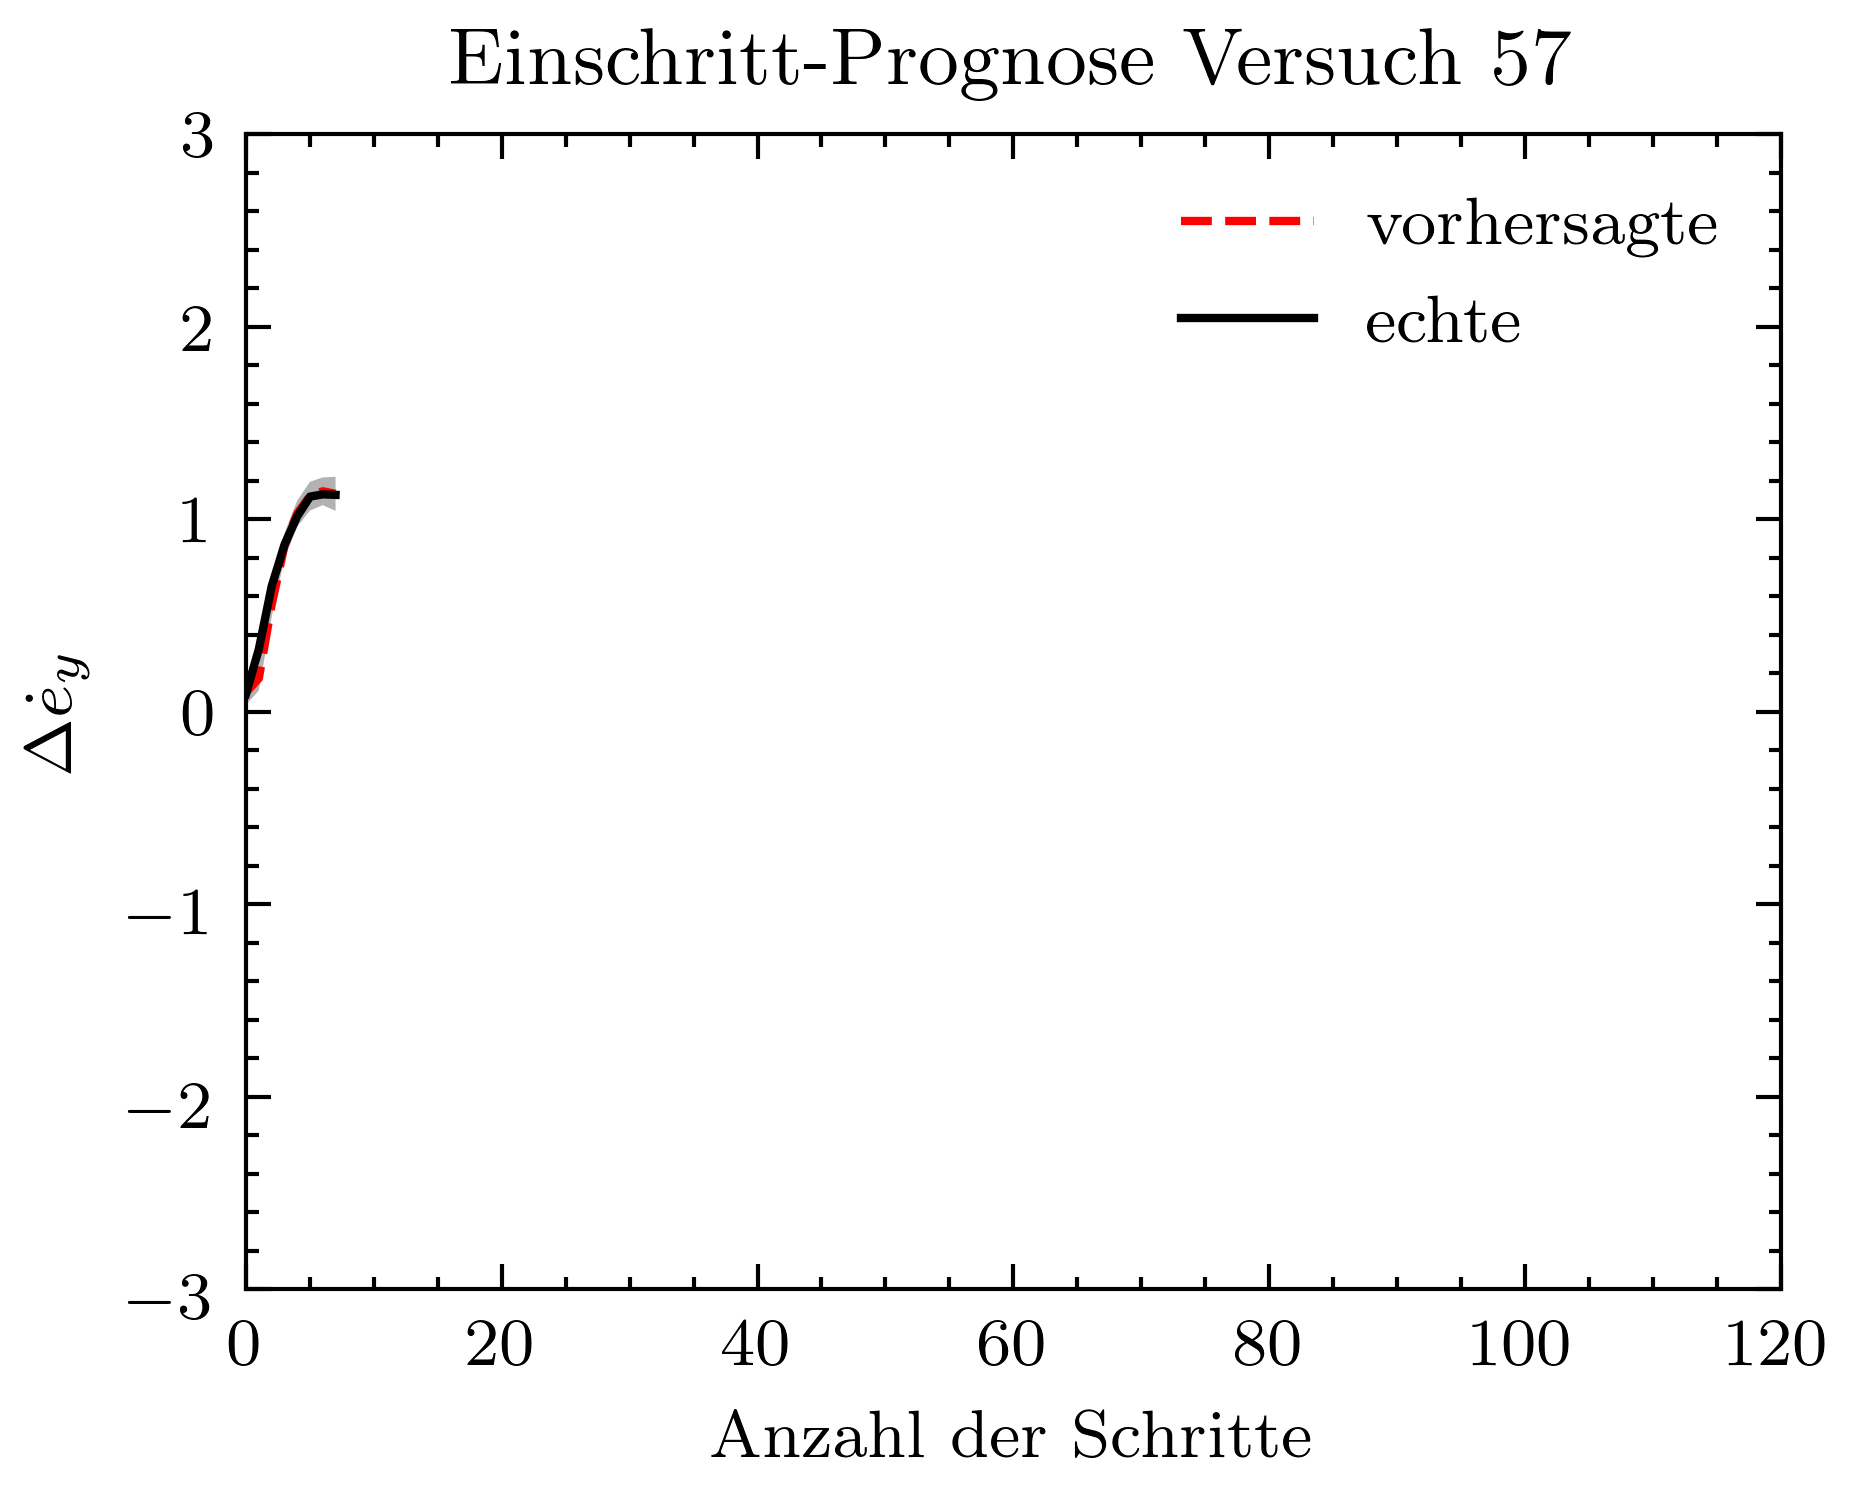 Einschritt-Prognose Versuch 57
3
2
1
0
−1
−2
−3
Δė_y
vorhersagte
echte
0 20 40 60 80 100 120
Anzahl der Schritte